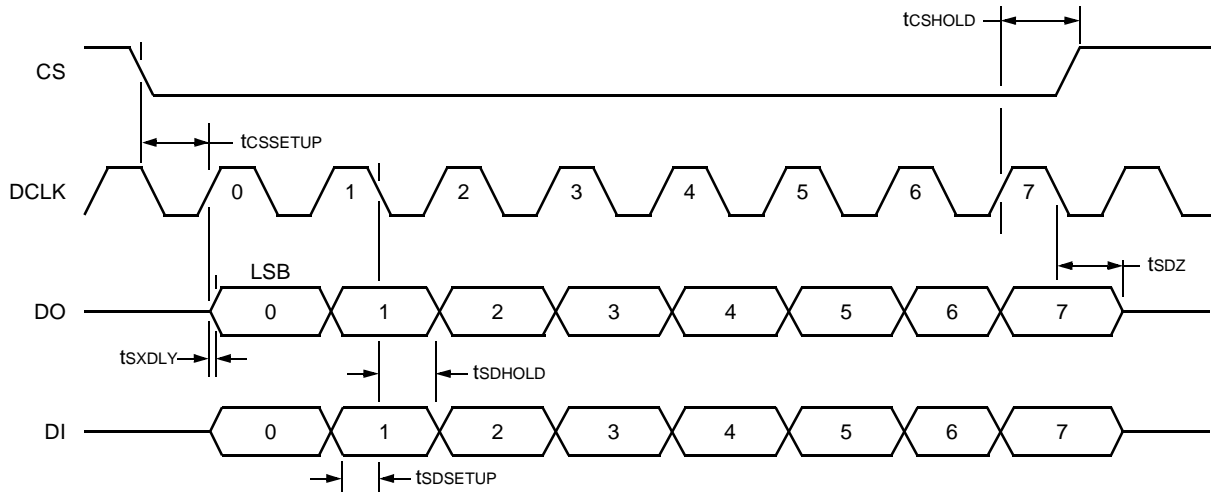 tCSHOLD
CS
tCSSETUP
DCLK 0 1 2 3 4 5 6 7
tSDZ
LSB
DO 0 1 2 3 4 5 6 7
tSXDLY
tSDHOLD
DI 0 1 2 3 4 5 6 7
tSDSETUP